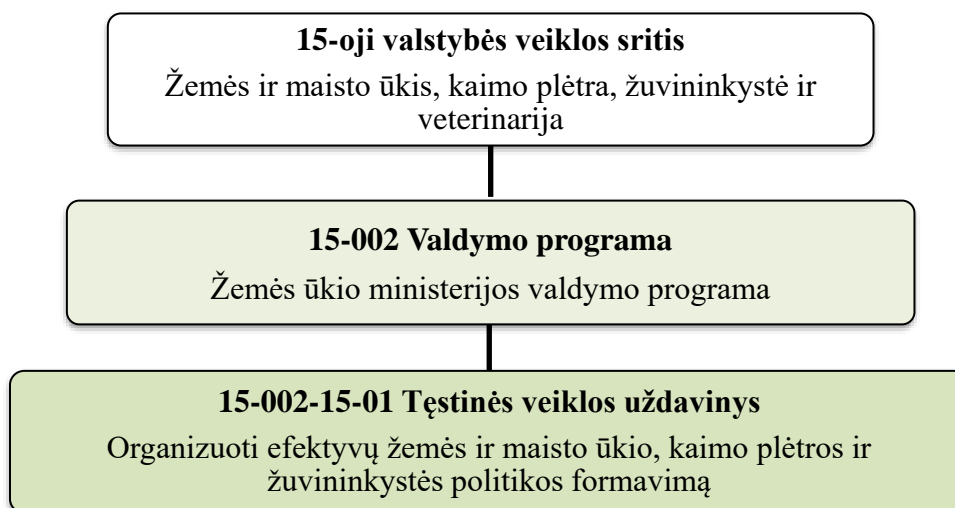 15-oji valstybės veiklos sritis
Žemės ir maisto ūkis, kaimo plėtra, žuvininkystė ir
veterinarija
15-002 Valdymo programa
Žemės ūkio ministerijos valdymo programa
15-002-15-01 Tęstinės veiklos uždavinys
Organizuoti efektyvų žemės ir maisto ūkio, kaimo plėtros ir
žuvininkystės politikos formavimą